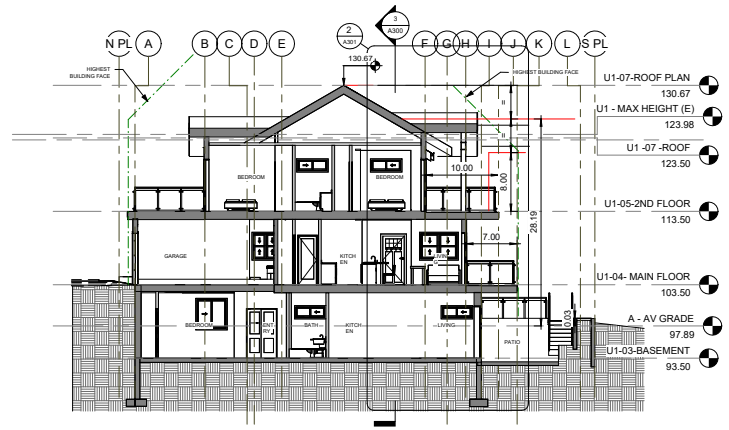 3
A300
2
A301
N PL A B C D E F G H I J K L S PL
130.67
HIGHEST
BUILDING FACE
HIGHEST BUILDING FACE
U1-07-ROOF PLAN
130.67
U1 - MAX HEIGHT (E)
123.98
U1 -07 -ROOF
123.50
=
=
10.00
8.00
BEDROOM
BEDROOM
U1-05-2ND FLOOR
113.50
28.19
7.00
GARAGE
KITCH
EN
LIVIN
G
U1-04- MAIN FLOOR
103.50
A - AV GRADE
97.89
0.03
BEDROOM
ENT
RY
BATH
KITCH
EN
LIVING
PATIO
U1-03-BASEMENT
93.50